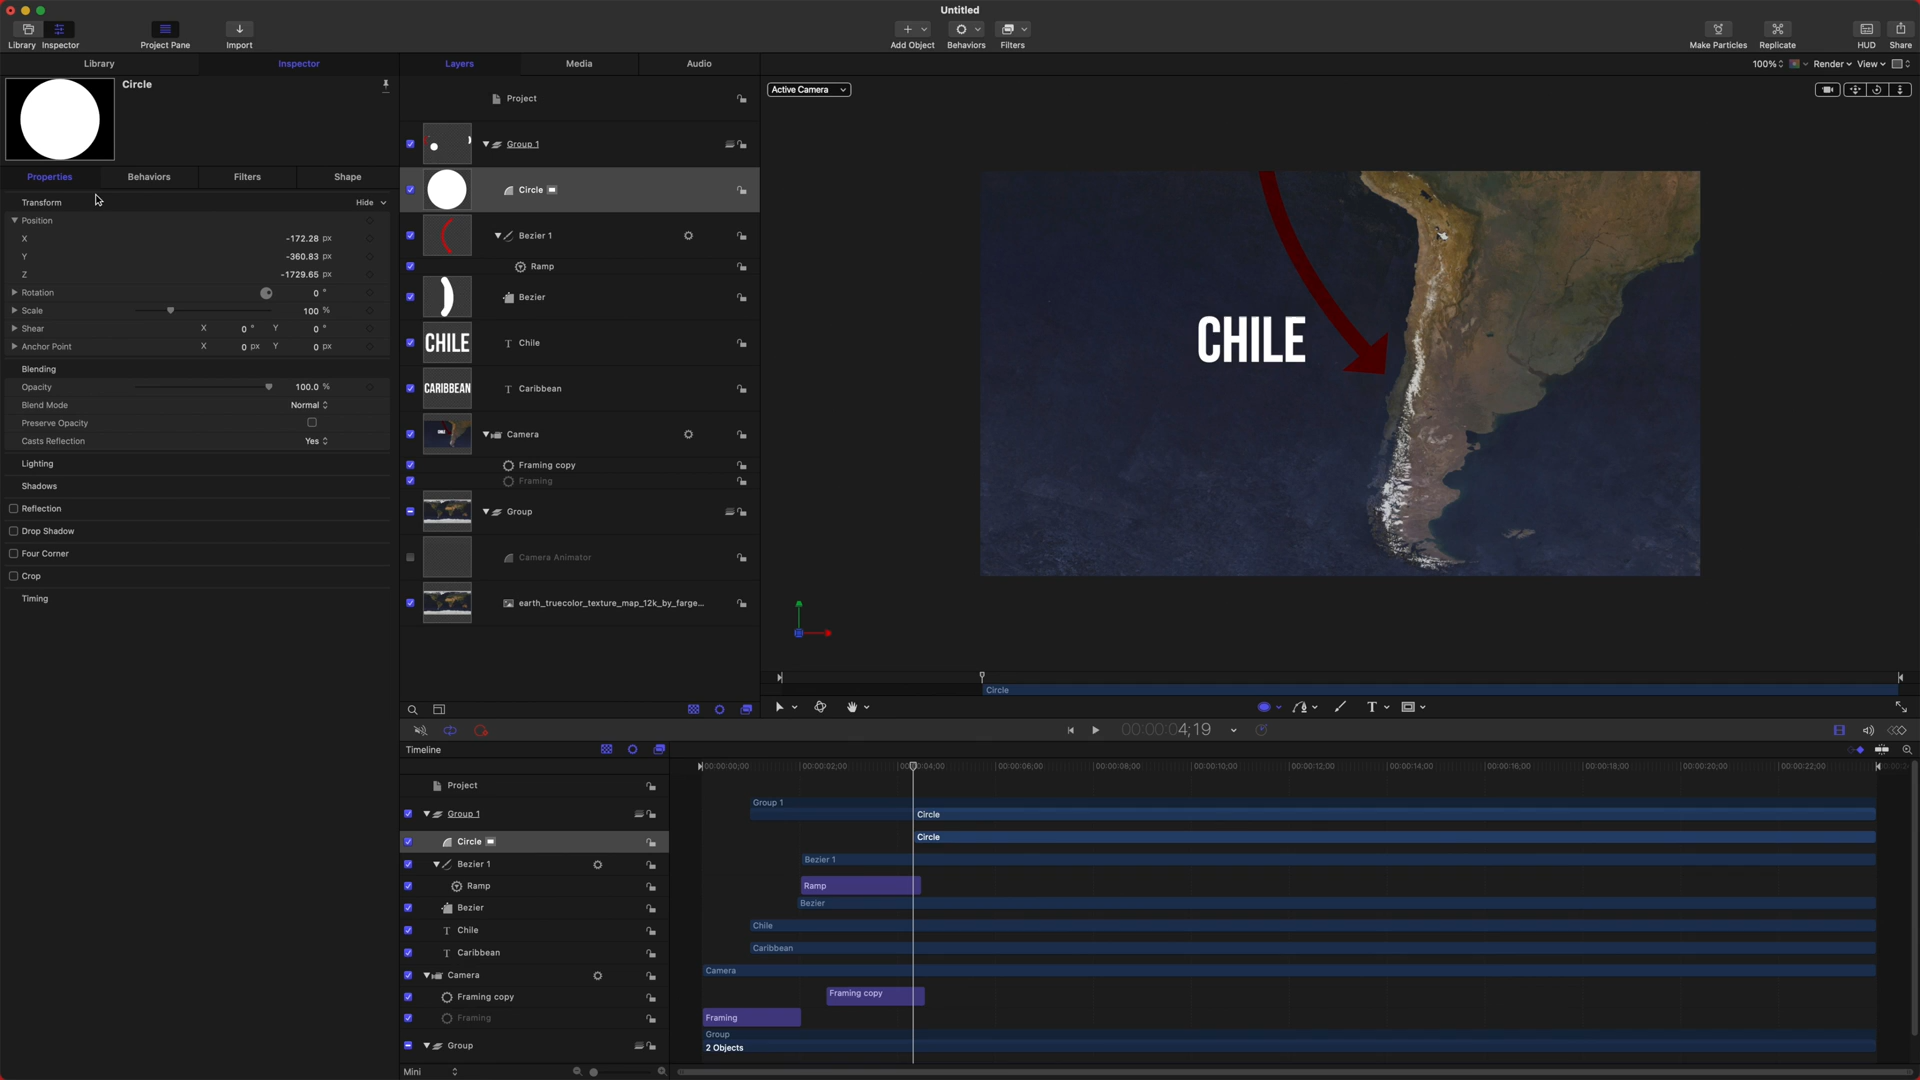 Untitled
Library
Inspector
Project Pane
Import
Add Object
Behaviors
Filters
Make Particles
Replicate
HUD
Share
Library
Inspector
Layers
Media
Audio
100%
Render
View
Circle
Active Camera
Properties
Behaviors
Filters
Shape
Transform
Hide
Position
X
-172.28 px
Y
-360.83 px
Z
-1729.65 px
Rotation
0 °
Scale
100 %
Shear
X
0 °
Y
0 °
Anchor Point
X
0 px
Y
0 px
Blending
Opacity
100.0 %
Blend Mode
Normal
Preserve Opacity
Casts Reflection
Yes
Lighting
Shadows
Reflection
Drop Shadow
Four Corner
Crop
Timing
Project
Group 1
Circle
Bezier 1
Ramp
Bezier
CHILE
Chile
CARIBBEAN
Caribbean
Camera
Framing copy
Framing
Group
Camera Animator
earth_truecolor_texture_map_12k_by_farge...
CHILE
Circle
T
00:00:04;19
Timeline
00:00:00;00
00:00:02;00
00:00:04;00
00:00:06;00
00:00:08;00
00:00:10;00
00:00:12;00
00:00:14;00
00:00:16;00
00:00:18;00
00:00:20;00
00:00:22;00
Project
Group 1
Group 1
Circle
Circle
Circle
Bezier 1
Bezier 1
Ramp
Ramp
Bezier
Bezier
Chile
Chile
Caribbean
Caribbean
Camera
Camera
Framing copy
Framing copy
Framing
Framing
Group
Group
2 Objects
Mini